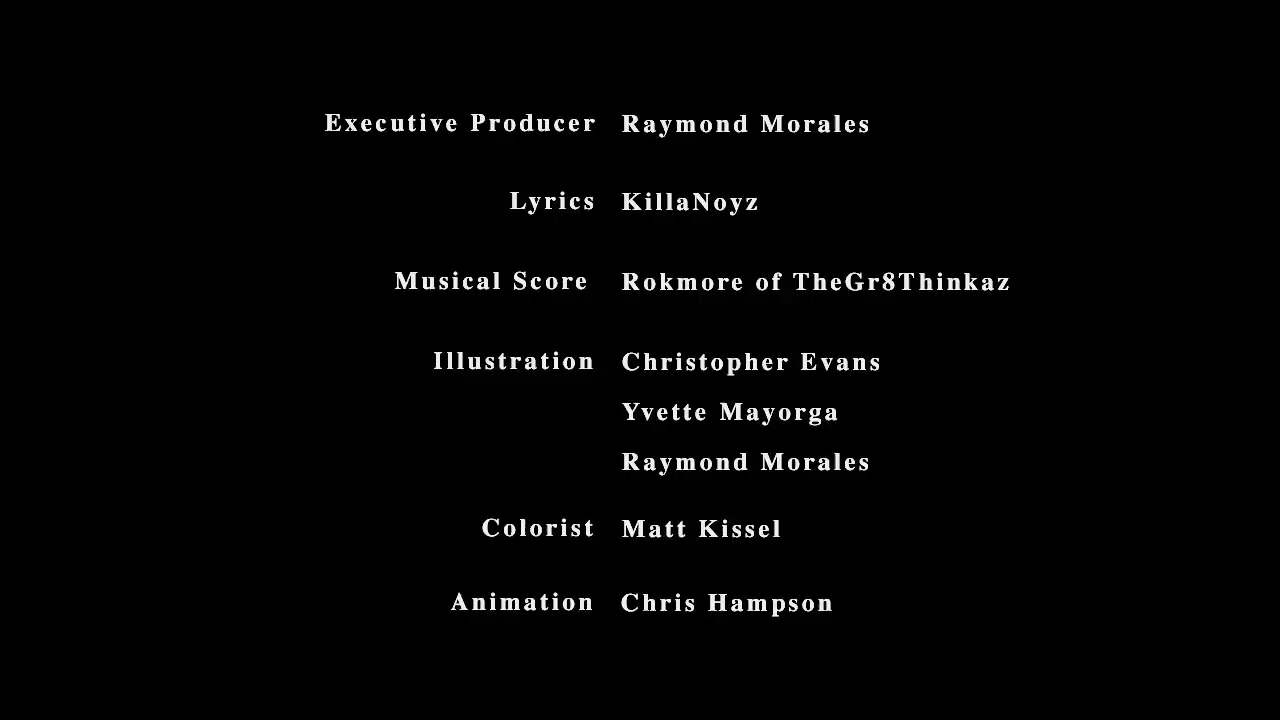 Executive Producer Raymond Morales
Lyrics KillaNoyz
Musical Score Rokmore of TheGr8Thinkaz
Illustration Christopher Evans
Yvette Mayorga
Raymond Morales
Colorist Matt Kissel
Animation Chris Hampson